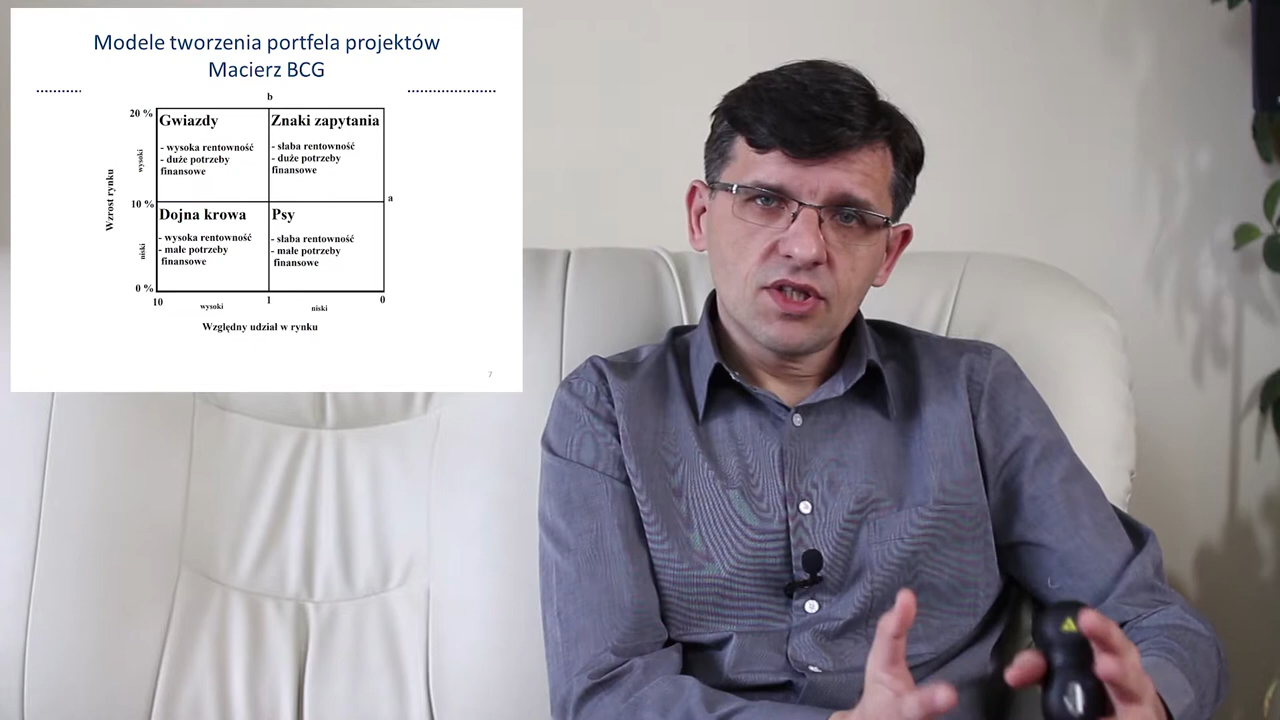 Modele tworzenia portfela projektów
Macierz BCG
b
20 %
Gwiazdy
Znaki zapytania
- wysoka rentowność
- duże potrzeby
finansowe
- słaba rentowność
- duże potrzeby
finansowe
wysoki
Wzrost rynku
a
10 %
Dojna krowa
Psy
- wysoka rentowność
- małe potrzeby
finansowe
- słaba rentowność
- małe potrzeby
finansowe
niski
0 %
10
wysoki
1
niski
0
Względny udział w rynku
7